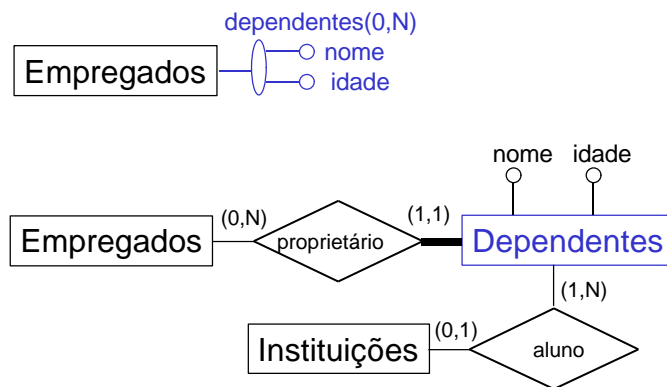 dependentes(0,N)
nome
Empregados
idade
nome idade
(0,N) (1,1)
Empregados proprietário Dependentes
(1,N)
(0,1)
Instituições aluno